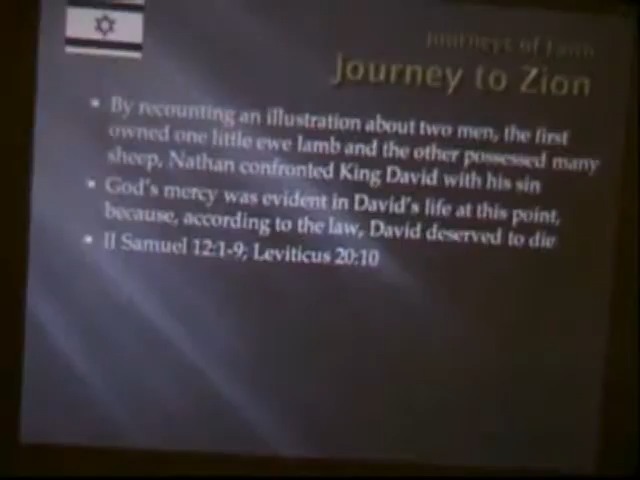 Journeys of Faith
Journey to Zion
▪ By recounting an illustration about two men, the first
owned one little ewe lamb and the other possessed many
sheep, Nathan confronted King David with his sin
▪ God's mercy was evident in David's life at this point,
because, according to the law, David deserved to die
▪ II Samuel 12:1-9; Leviticus 20:10